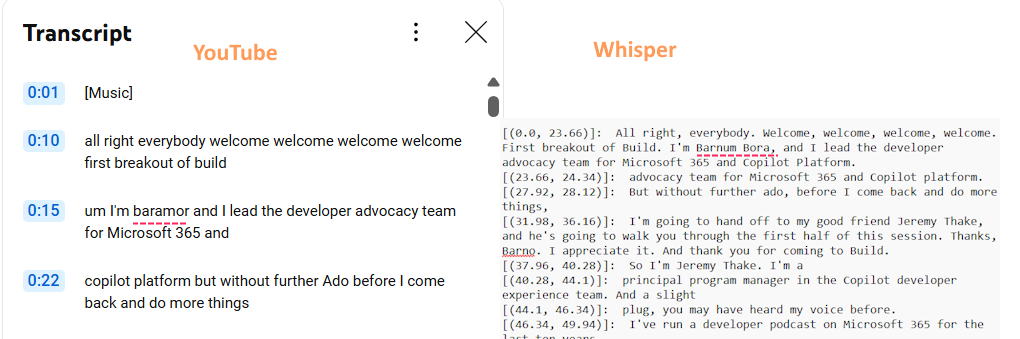 Transcript
YouTube
0:01 [Music]
0:10 all right everybody welcome welcome welcome welcome
first breakout of build
0:15 um I'm baramor and I lead the developer advocacy team
for Microsoft 365 and
0:22 copilot platform but without further Ado before I come
back and do more things
Whisper
[(0.0, 23.66)]: All right, everybody. Welcome, welcome, welcome, welcome.
First breakout of Build. I'm Barnum Bora, and I lead the developer
advocacy team for Microsoft 365 and Copilot Platform.
[(23.66, 24.34)]: advocacy team for Microsoft 365 and Copilot platform.
[(27.92, 28.12)]: But without further ado, before I come back and do more
things,
[(31.98, 36.16)]: I'm going to hand off to my good friend Jeremy Thake,
and he's going to walk you through the first half of this session. Thanks,
Barno. I appreciate it. And thank you for coming to Build.
[(37.96, 40.28)]: So I'm Jeremy Thake. I'm a
[(40.28, 44.1)]: principal program manager in the Copilot developer
experience team. And a slight
[(44.1, 46.34)]: plug, you may have heard my voice before.
[(46.34, 49.94)]: I've run a developer podcast on Microsoft 365 for the
last ten years